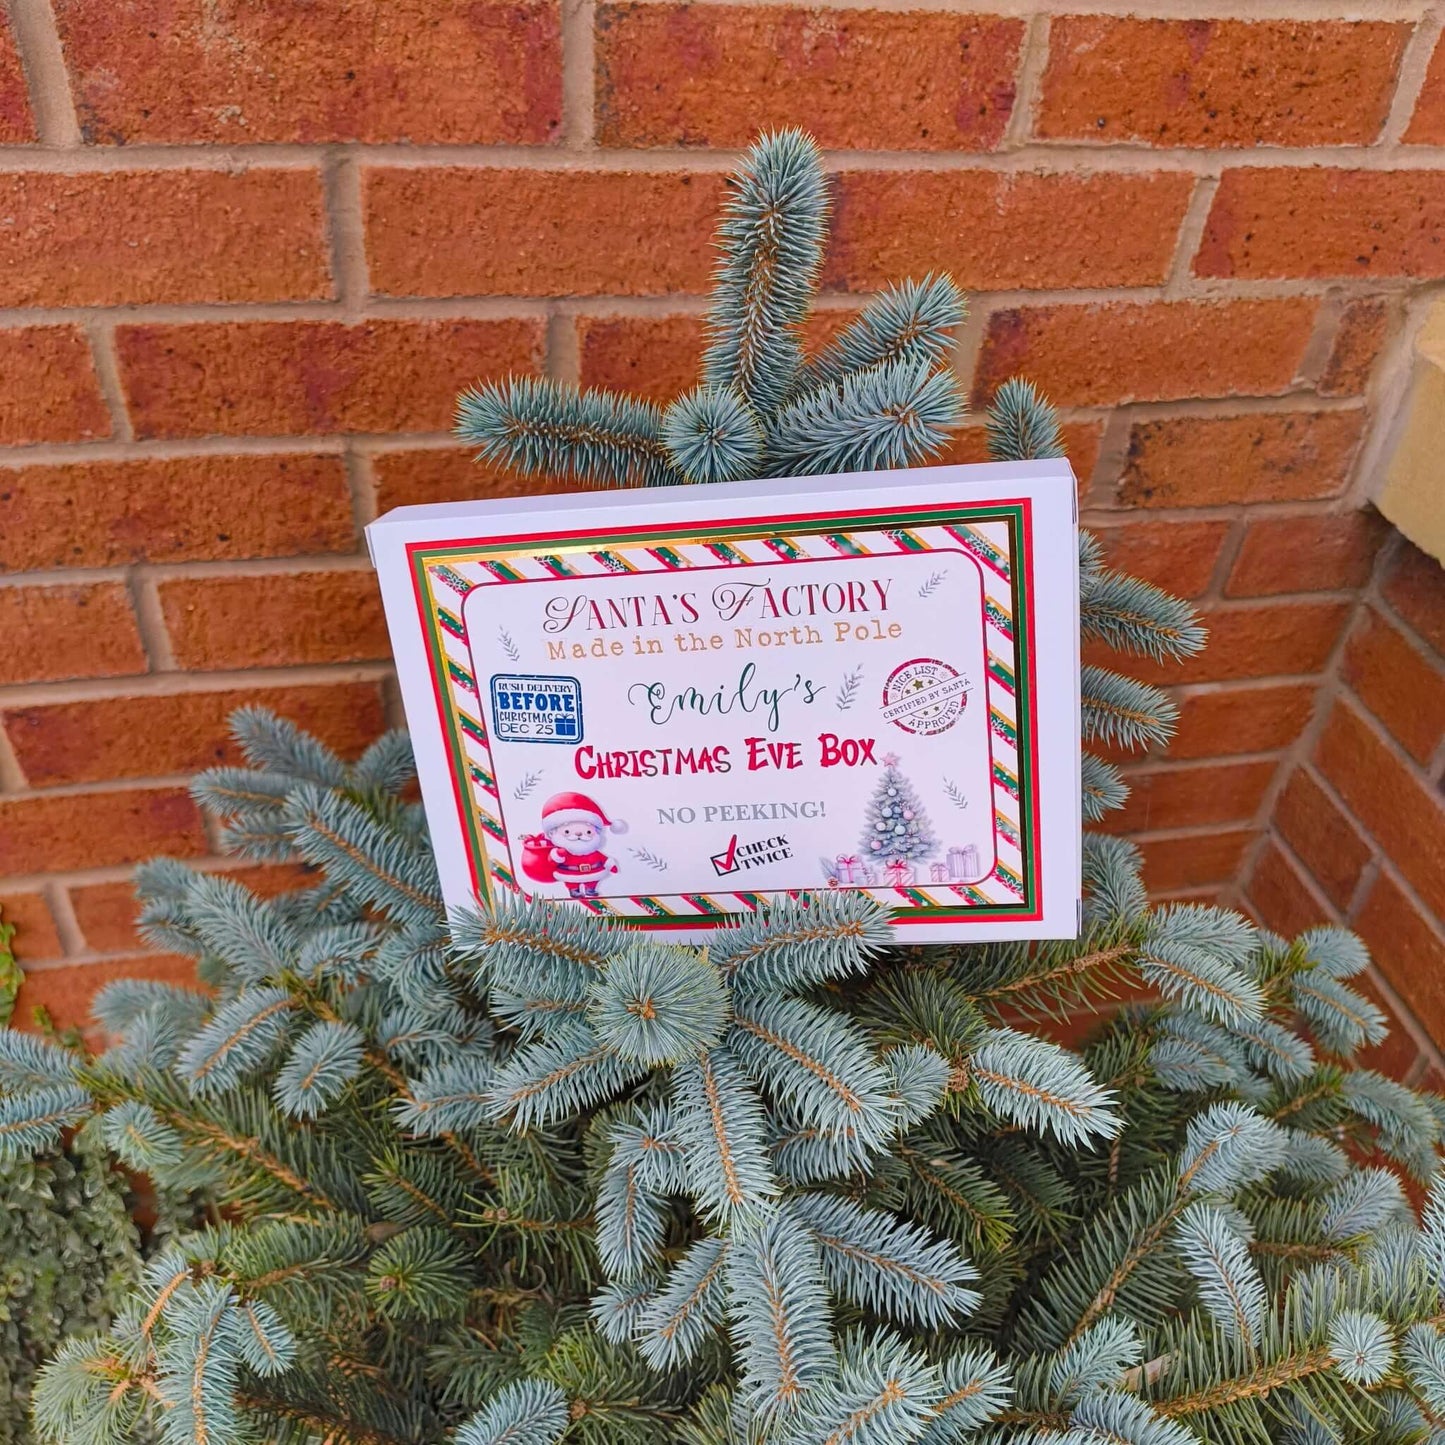 Santa's Factory
Made in the North Pole
Emily's
RUSH DELIVERY
BEFORE
CHRISTMAS
DEC 25
NICE LIST
CERTIFIED BY SANTA
APPROVED
Christmas Eve Box
NO PEEKING!
CHECK
TWICE